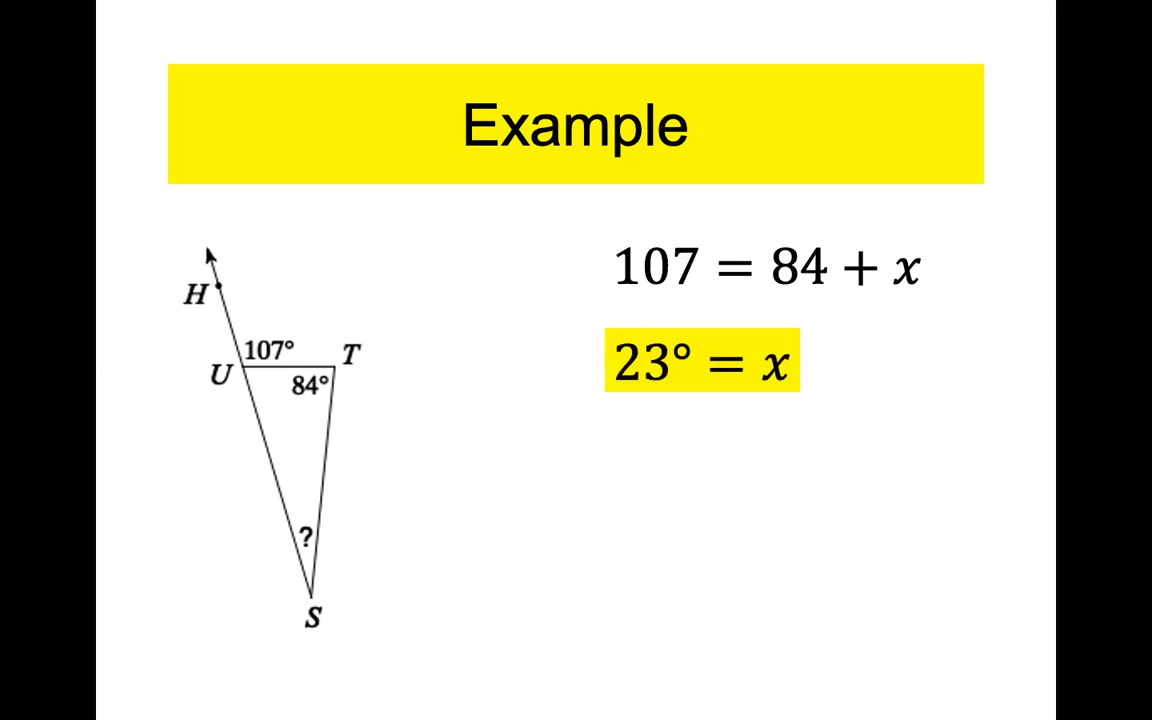 Example
107 = 84 + x
23° = x
H
107°
T
U
84°
?
S